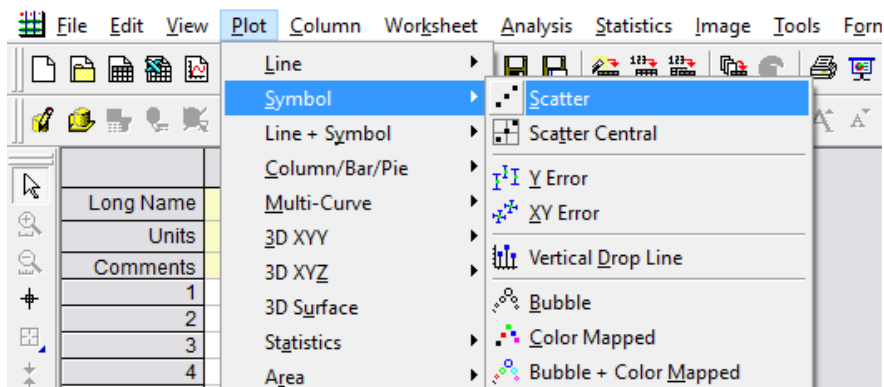 File Edit View Plot Column Worksheet Analysis Statistics Image Tools Form
Line
Symbol
Line + Symbol
Column/Bar/Pie
Multi-Curve
3D XYY
3D XYZ
3D Surface
Statistics
Area
Scatter
Scatter Central
Y Error
XY Error
Vertical Drop Line
Bubble
Color Mapped
Bubble + Color Mapped
Long Name
Units
Comments
1
2
3
4